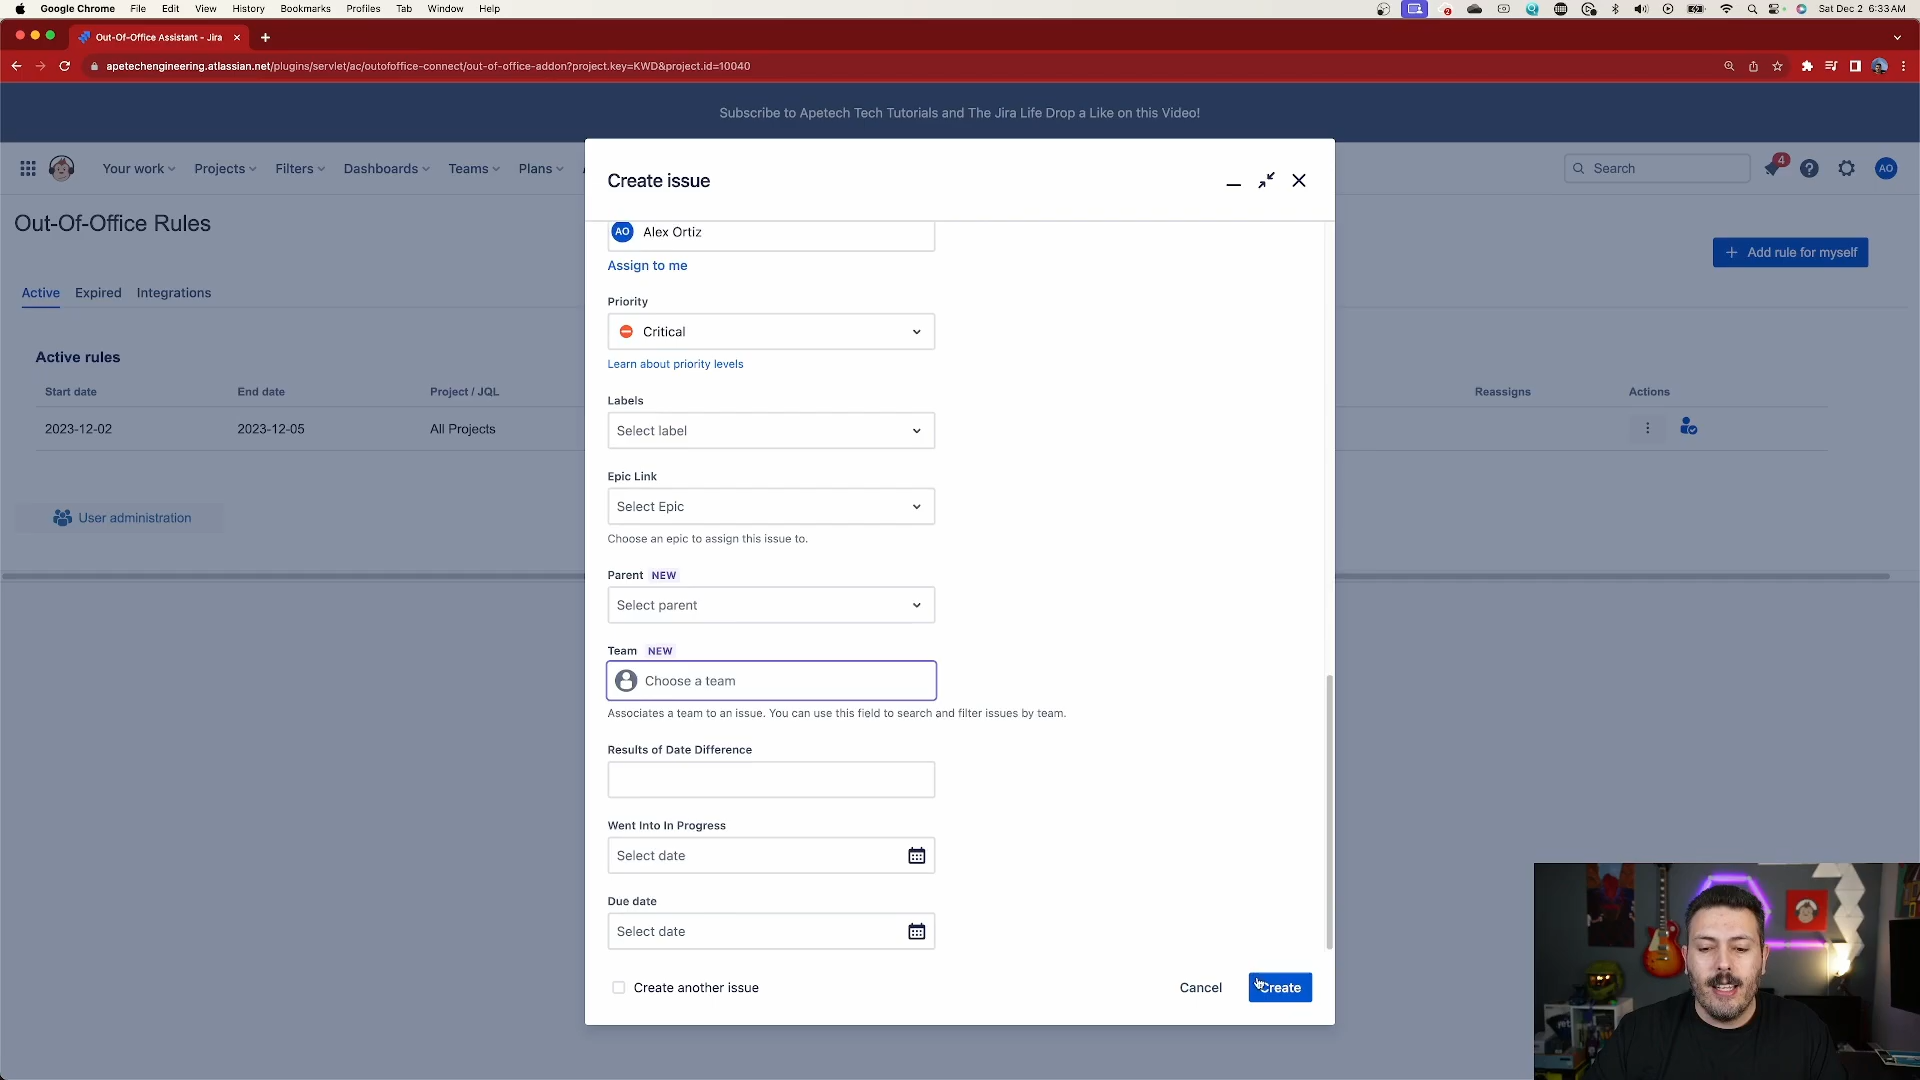 Google Chrome File Edit View History Bookmarks Profiles Tab Window Help
2
Sat Dec 2 6:33 AM
Out-Of-Office Assistant - Jira
apetechengineering.atlassian.net/plugins/servlet/ac/outofoffice-connect/out-of-office-addon?project.key=KWD&project.id=10040
Subscribe to Apetech Tech Tutorials and The Jira Life Drop a Like on this Video!
Your work Projects Filters Dashboards Teams Plans
Search
4
AO
Out-Of-Office Rules
Add rule for myself
Active Expired Integrations
Active rules
Start date End date Project / JQL Reassigns Actions
2023-12-02 2023-12-05 All Projects
User administration
Create issue
AO Alex Ortiz
Assign to me
Priority
Critical
Learn about priority levels
Labels
Select label
Epic Link
Select Epic
Choose an epic to assign this issue to.
Parent NEW
Select parent
Team NEW
Choose a team
Associates a team to an issue. You can use this field to search and filter issues by team.
Results of Date Difference
Went Into In Progress
Select date
Due date
Select date
Create another issue
Cancel
Create